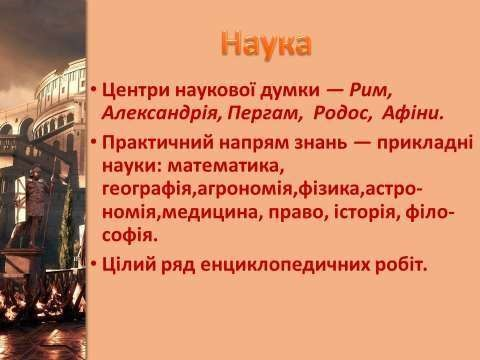 Наука
• Центри наукової думки — Рим,
Александрія, Пергам, Родос, Афіни.
• Практичний напрям знань — прикладні
науки: математика,
географія,агрономія,фізика,астро-
номія,медицина, право, історія, філо-
софія.
• Цілий ряд енциклопедичних робіт.